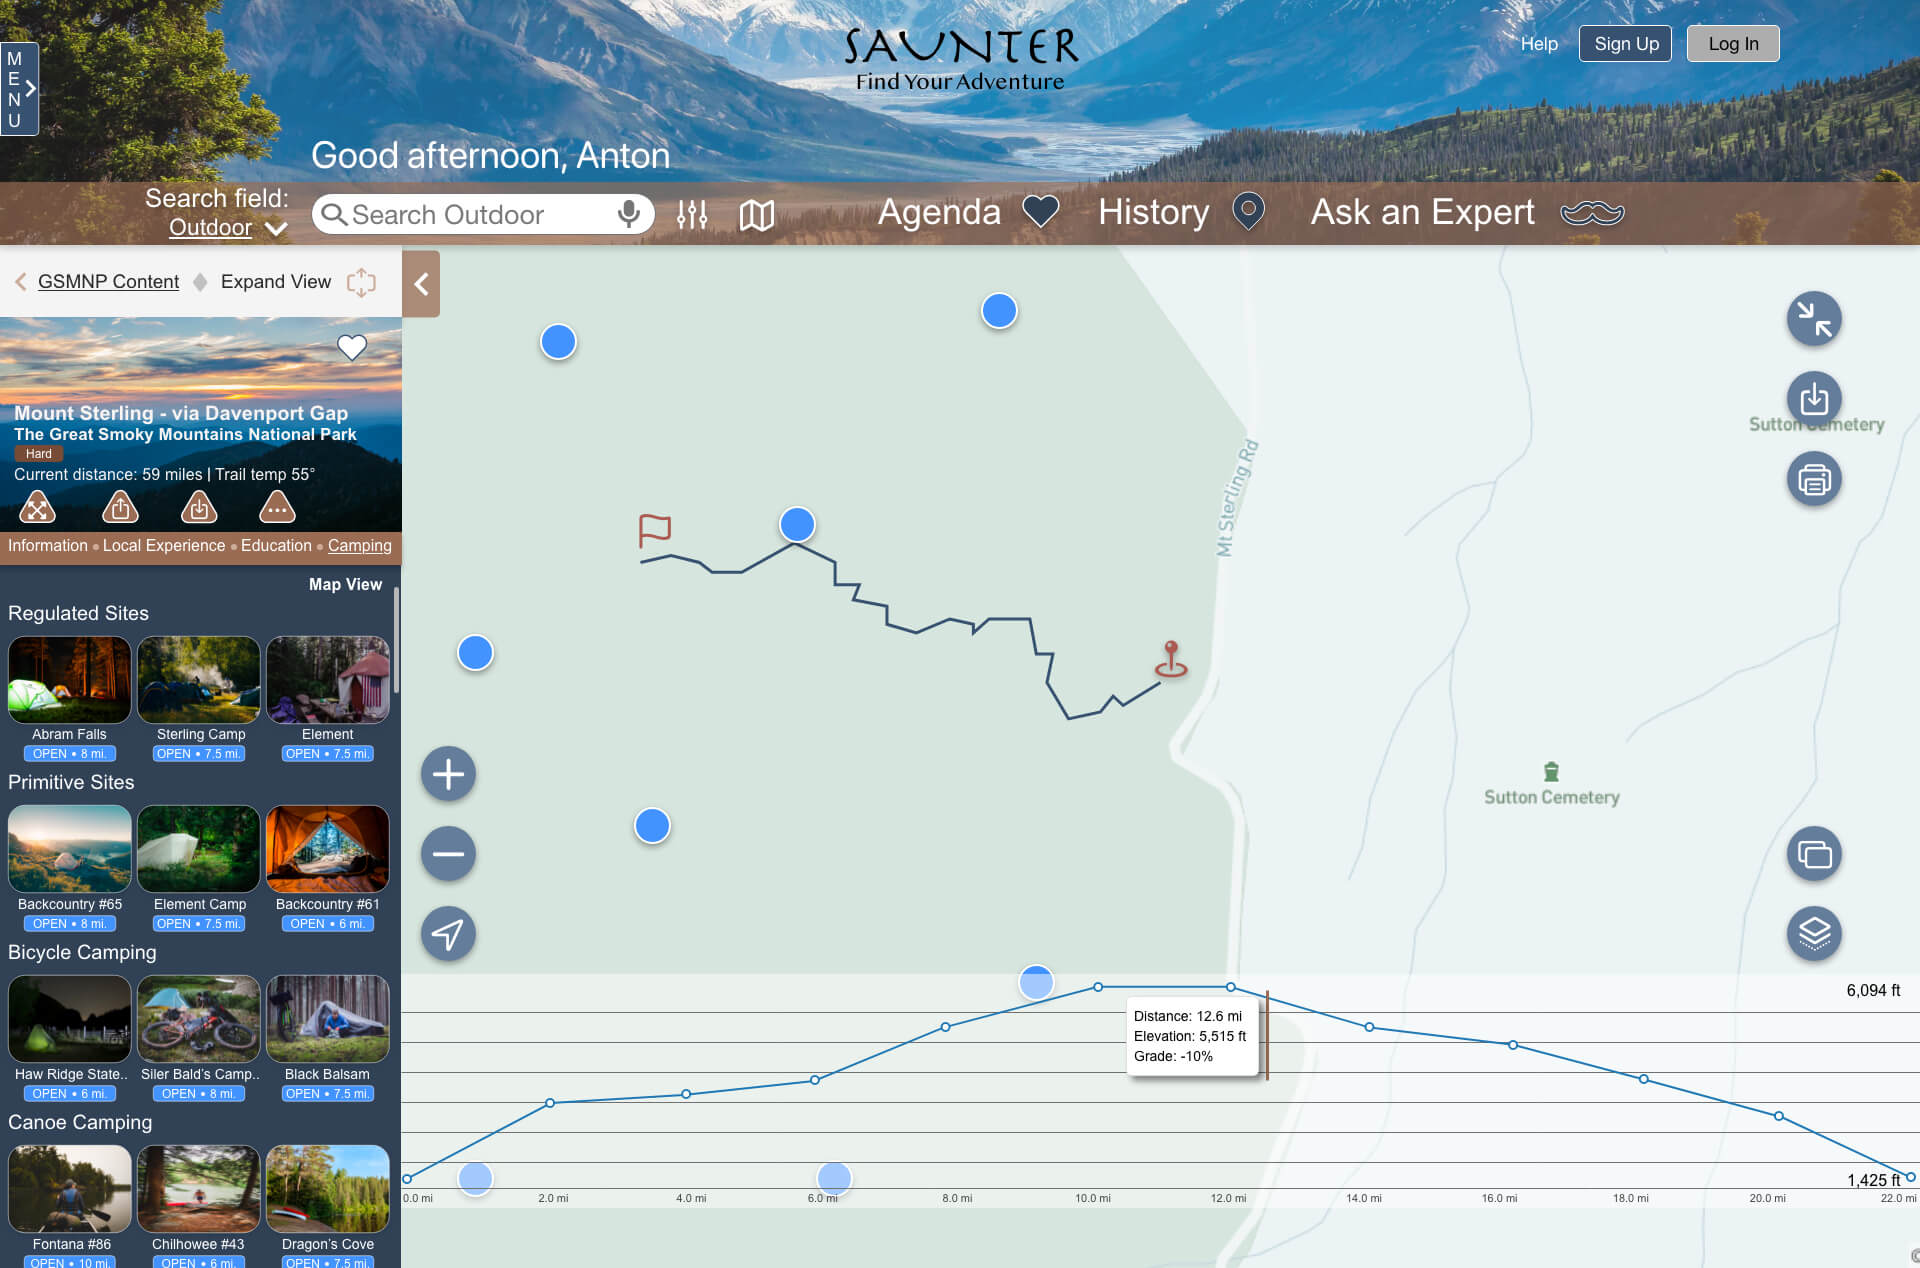 SAUNTER
Find Your Adventure
Help
Sign Up
Log In
MENU
Good afternoon, Anton
Search field:
Outdoor
Search Outdoor
Agenda
History
Ask an Expert
GSMNP Content
Expand View
Mount Sterling - via Davenport Gap
The Great Smoky Mountains National Park
Hard
Current distance: 59 miles | Trail temp 55°
Information • Local Experience • Education • Camping
Map View
Regulated Sites
Abram Falls
Sterling Camp
Element
OPEN • 8 mi.
OPEN • 7.5 mi.
OPEN • 7.5 mi.
Primitive Sites
Backcountry #65
Element Camp
Backcountry #61
OPEN • 8 mi.
OPEN • 7.5 mi.
OPEN • 6 mi.
Bicycle Camping
Haw Ridge State..
Siler Bald's Camp..
Black Balsam
OPEN • 6 mi.
OPEN • 8 mi.
OPEN • 7.5 mi.
Canoe Camping
Fontana #86
Chilhowee #43
Dragon's Cove
OPEN • 10 mi.
OPEN • 6 mi.
OPEN • 7.5 mi.
Mt Sterling Rd
Sutton Cemetery
Sutton Cemetery
6,094 ft
Distance: 12.6 mi
Elevation: 5,515 ft
Grade: -10%
1,425 ft
0.0 mi
2.0 mi
4.0 mi
6.0 mi
8.0 mi
10.0 mi
12.0 mi
14.0 mi
16.0 mi
18.0 mi
20.0 mi
22.0 mi